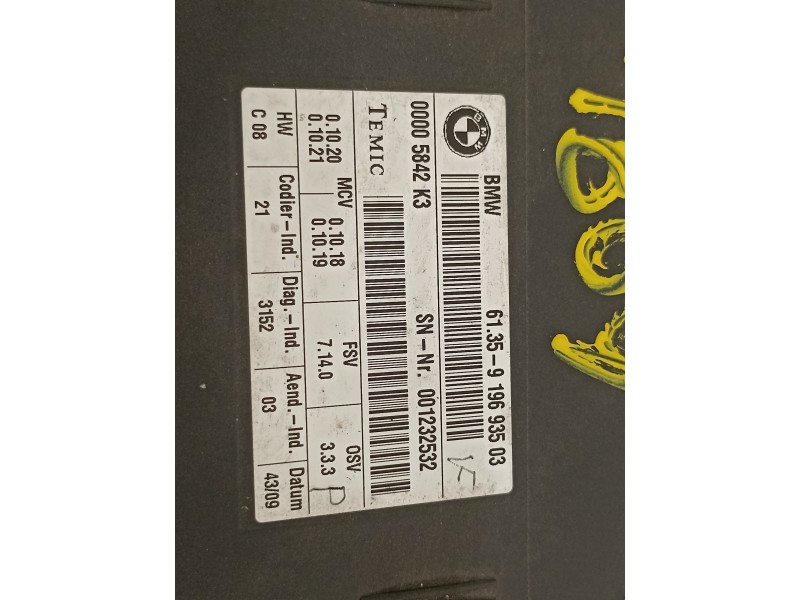 BMW
BMW 61.35-9 196 935 03
0000 5842 K3 SN-Nr. 001232532
TEMIC
MCV FSV OSV
0.10.20 0.10.18 7.14.0 3.3.3
0.10.21 0.10.19
HW Codier-Ind. Diag.-Ind. Aend.-Ind. Datum
C 08 21 3152 03 43/09
P